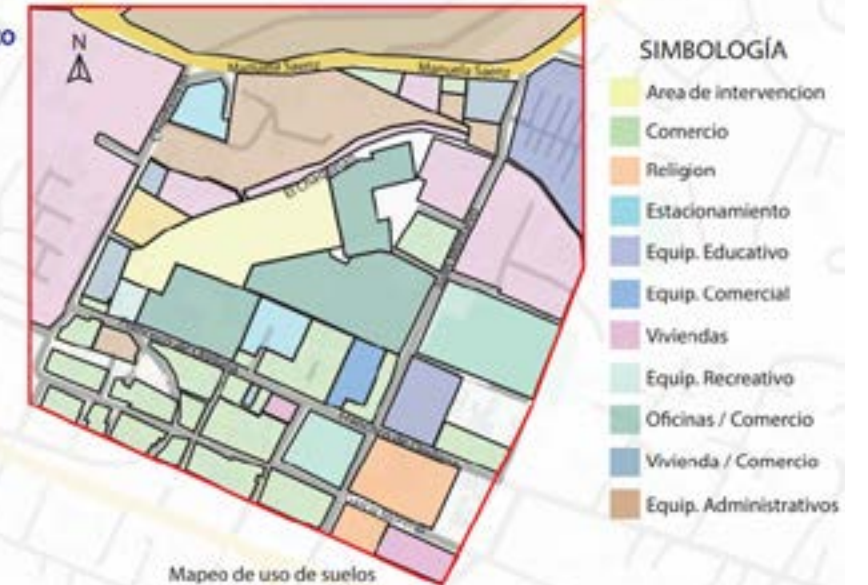 N
Manuela Saenz
Manuela Saenz
SIMBOLOGÍA
Area de intervencion
Comercio
Religion
Estacionamiento
Equip. Educativo
Equip. Comercial
Viviendas
Equip. Recreativo
Oficinas / Comercio
Vivienda / Comercio
Equip. Administrativos
Mapeo de uso de suelos